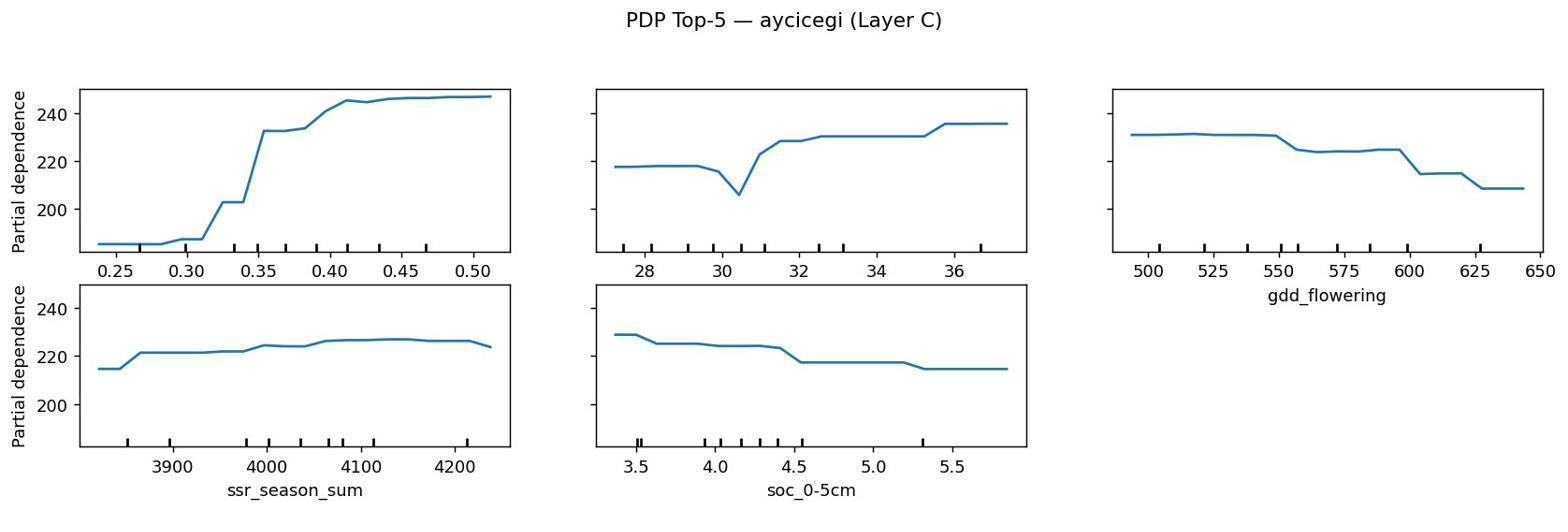 PDP Top-5 — aycicegi (Layer C)
Partial dependence
240
220
200
0.25 0.30 0.35 0.40 0.45 0.50
28 30 32 34 36
500 525 550 575 600 625 650
gdd_flowering
Partial dependence
240
220
200
3900 4000 4100 4200
ssr_season_sum
3.5 4.0 4.5 5.0 5.5
soc_0-5cm